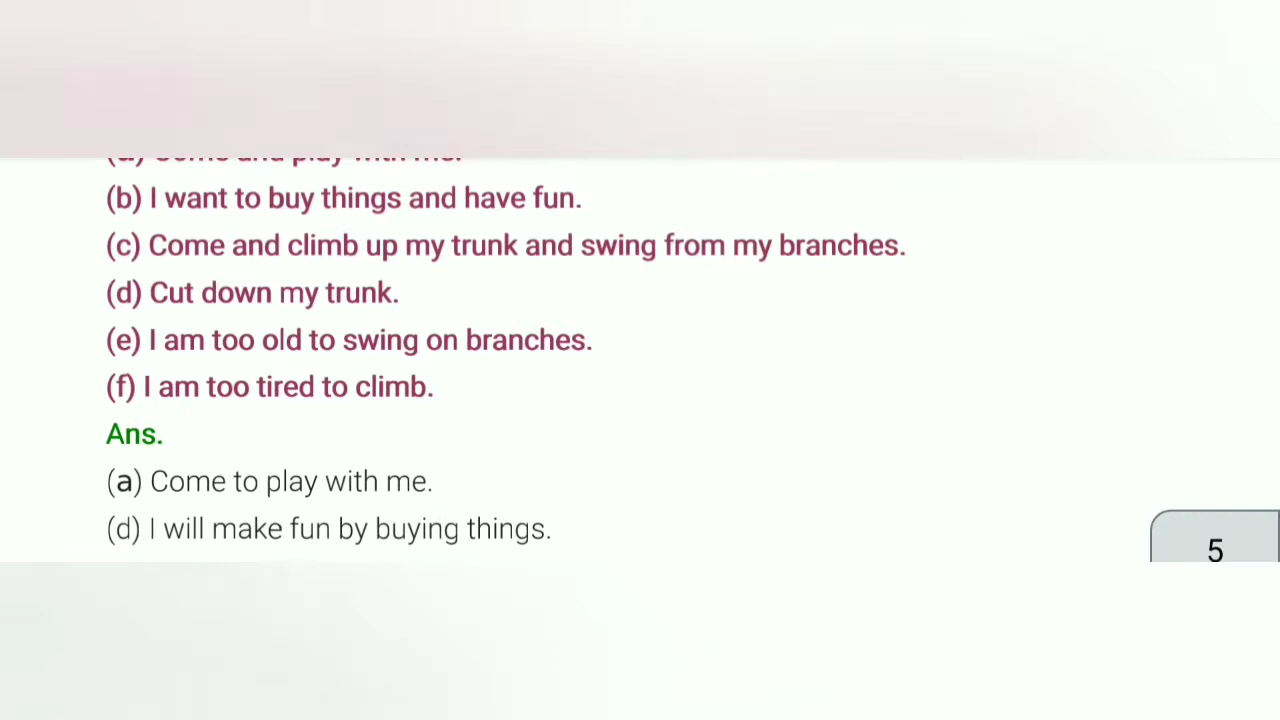 (b) I want to buy things and have fun.
(c) Come and climb up my trunk and swing from my branches.
(d) Cut down my trunk.
(e) I am too old to swing on branches.
(f) I am too tired to climb.
Ans.
(a) Come to play with me.
(d) I will make fun by buying things.
5